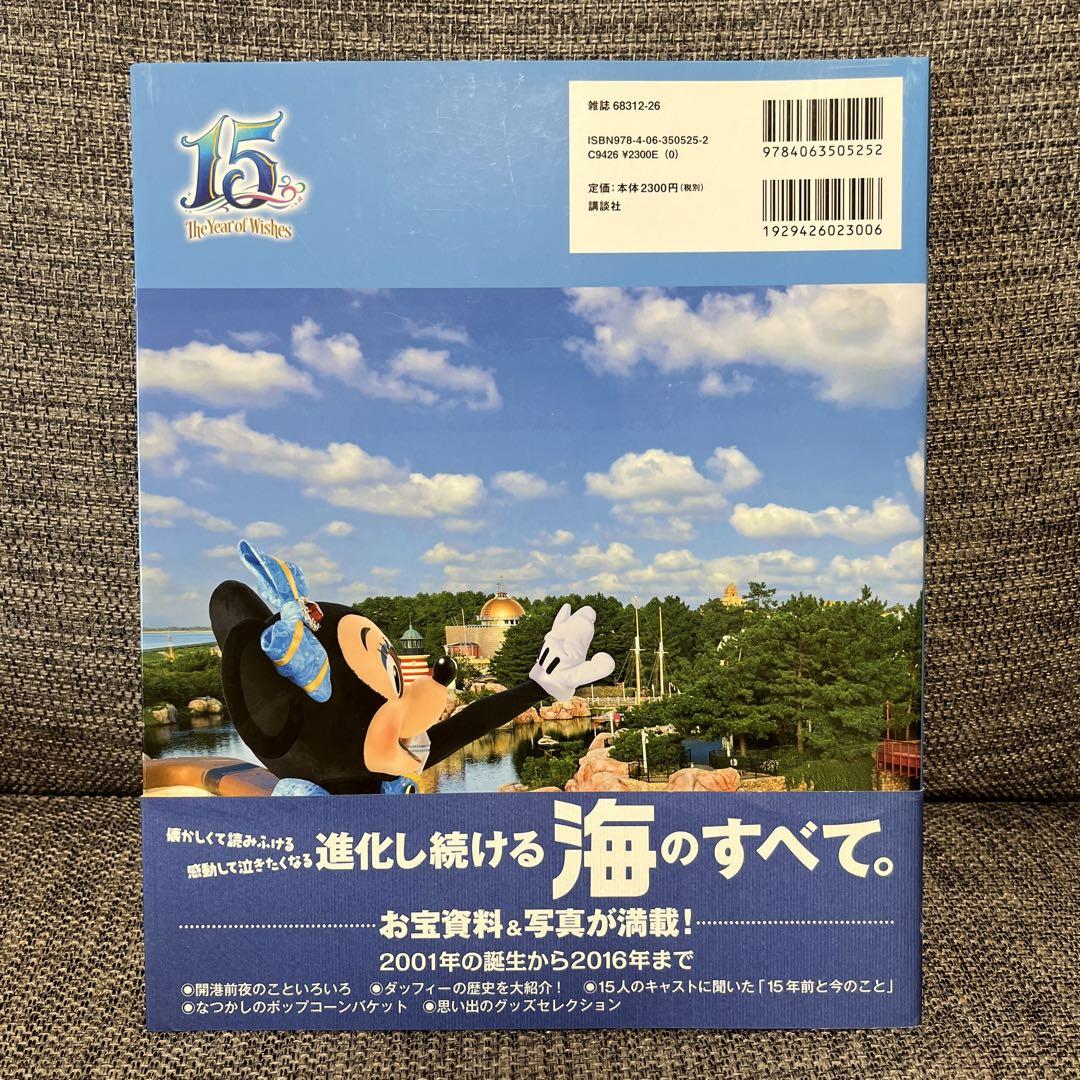 15
The Year of Wishes
雑誌 68312-26
ISBN978-4-06-350525-2
C9426 ¥2300E (0)
定価：本体2300円（税別）
講談社
9784063505252
1929426023006
懐かしくて読みふける
感動して泣きたくなる
進化し続ける海のすべて。
お宝資料&写真が満載！
2001年の誕生から2016年まで
◉開港前夜のこといろいろ ◉ダッフィーの歴史を大紹介！ ◉15人のキャストに聞いた「15年前と今のこと」
◉なつかしのポップコーンバケット ◉思い出のグッズセレクション